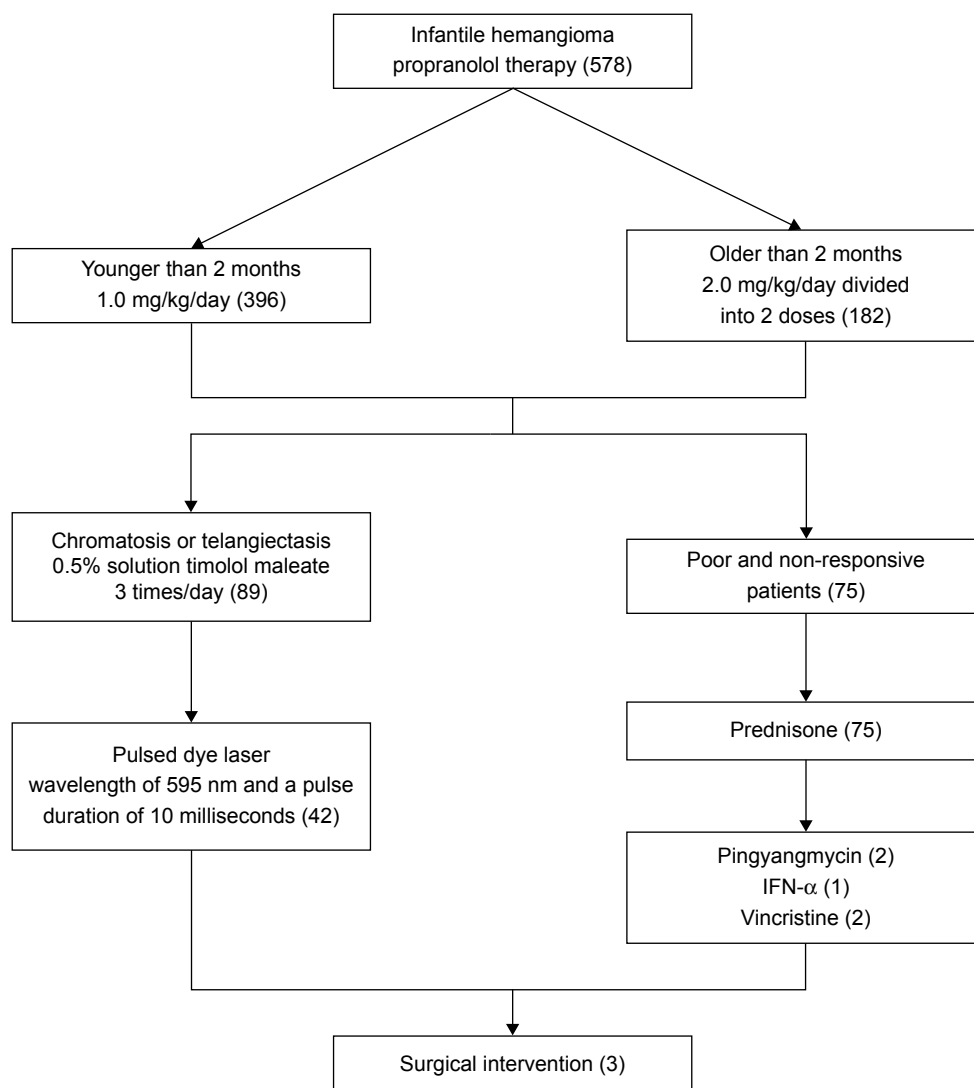 Infantile hemangioma
propranolol therapy (578)
Younger than 2 months
1.0 mg/kg/day (396)
Older than 2 months
2.0 mg/kg/day divided
into 2 doses (182)
Chromatosis or telangiectasis
0.5% solution timolol maleate
3 times/day (89)
Poor and non-responsive
patients (75)
Pulsed dye laser
wavelength of 595 nm and a pulse
duration of 10 milliseconds (42)
Prednisone (75)
Pingyangmycin (2)
IFN-α (1)
Vincristine (2)
Surgical intervention (3)